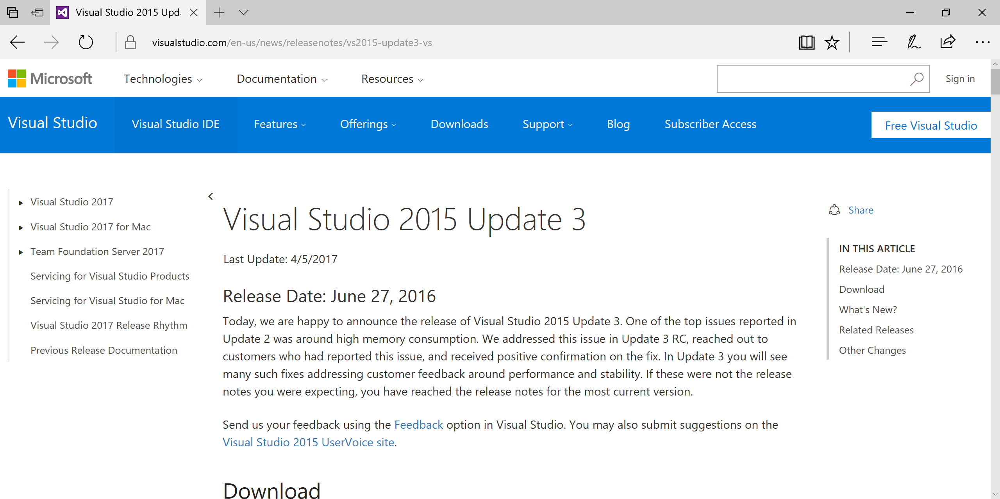 Visual Studio 2015 Upda
visualstudio.com/en-us/news/releasenotes/vs2015-update3-vs
Microsoft
Technologies
Documentation
Resources
Sign in
Visual Studio
Visual Studio IDE
Features
Offerings
Downloads
Support
Blog
Subscriber Access
Free Visual Studio
Visual Studio 2017
Visual Studio 2017 for Mac
Team Foundation Server 2017
Servicing for Visual Studio Products
Servicing for Visual Studio for Mac
Visual Studio 2017 Release Rhythm
Previous Release Documentation
Visual Studio 2015 Update 3
Last Update: 4/5/2017
Release Date: June 27, 2016
Today, we are happy to announce the release of Visual Studio 2015 Update 3. One of the top issues reported in
Update 2 was around high memory consumption. We addressed this issue in Update 3 RC, reached out to
customers who had reported this issue, and received positive confirmation on the fix. In Update 3 you will see
many such fixes addressing customer feedback around performance and stability. If these were not the release
notes you were expecting, you have reached the release notes for the most current version.
Send us your feedback using the Feedback option in Visual Studio. You may also submit suggestions on the
Visual Studio 2015 UserVoice site.
Download
Share
IN THIS ARTICLE
Release Date: June 27, 2016
Download
What's New?
Related Releases
Other Changes